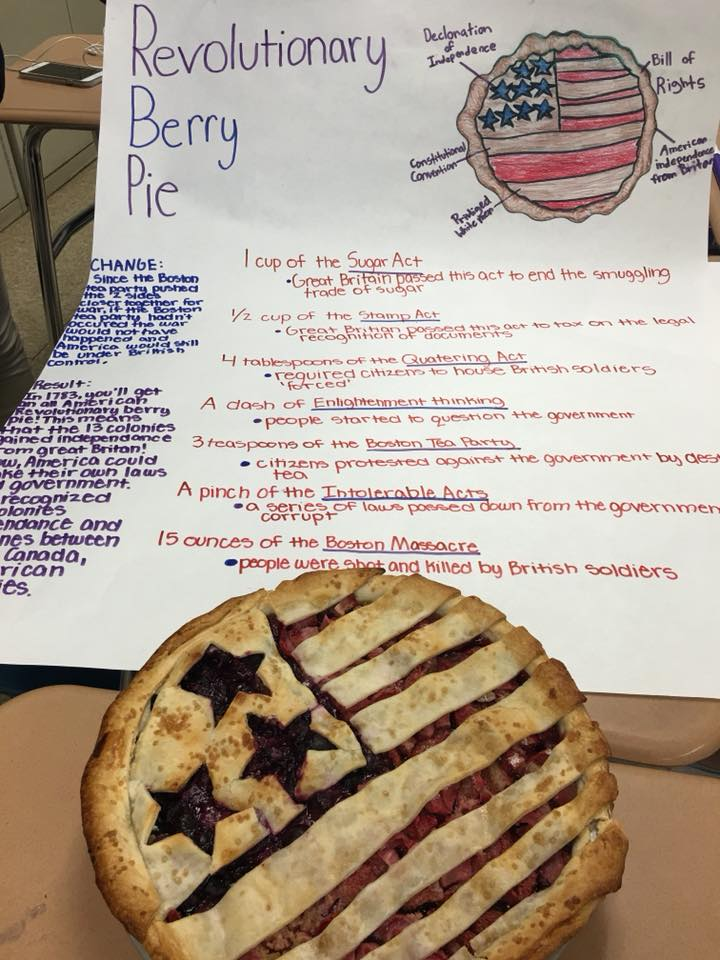 Revolutionary
Berry
Pie
Declaration
of
Independence
Bill of
Rights
Constitutional
Convention
American
independence
from Britan
Privliged
white men
1 cup of the Sugar Act
•Great Britain passed this act to end the smuggling
trade of sugar
1/2 cup of the Stamp Act
•Great Britian passed this act to tax on the legal
recognition of documents
4 tablespoons of the Quatering Act
•required citizens to house British soldiers
"forced"
A dash of Enlightenment thinking
•people started to question the government
3 teaspoons of the Boston Tea Party
•citizens protested against the government by
tea
A pinch of the Intolerable Acts
•a series of laws passed down from the
corrupt
15 ounces of the Boston Massacre
•people were shot and killed by British soldiers
CHANGE:
Since the Boston
tea party pushed
the 2 sides
closer together for
war, if the Boston
tea party hadn't
occured the war
would not have
happened and
America would still
be under British
control.
Result:
In 1783, you'll get
an all American
Revolutionary berry
pie! This means
that the 13 colonies
gained independance
from great Britan!
America could
make their own laws
government.
recognized
colonies
and
between
Canada,